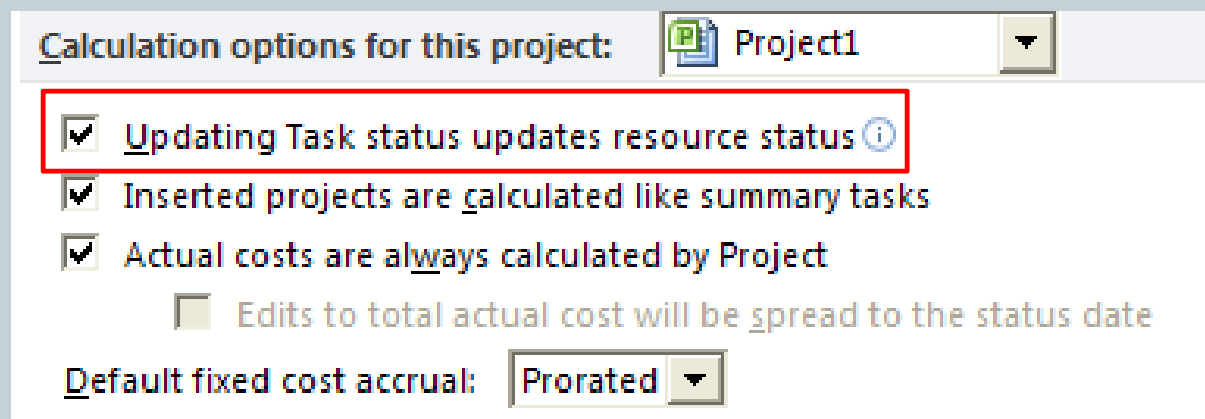 Calculation options for this project: Project1
Updating Task status updates resource status
Inserted projects are calculated like summary tasks
Actual costs are always calculated by Project
Edits to total actual cost will be spread to the status date
Default fixed cost accrual: Prorated